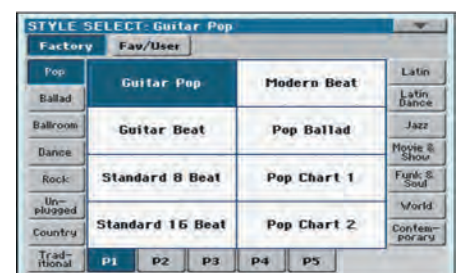 STYLE SELECT: Guitar Pop
Factory Fav/User
Pop Guitar Pop Modern Beat Latin
Ballad Latin Dance
Ballroom Guitar Beat Pop Ballad Jazz
Dance Movie & Show
Rock Standard 8 Beat Pop Chart 1 Funk & Soul
Un-plugged World
Country Standard 16 Beat Pop Chart 2 Contem-porary
Trad-itional P1 P2 P3 P4 P5